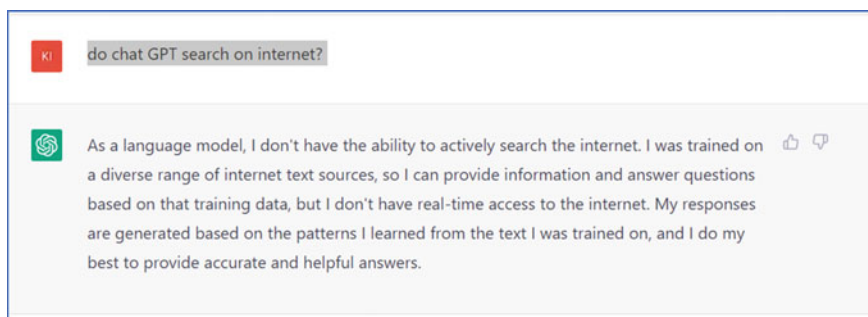 KI
do chat GPT search on internet?
As a language model, I don't have the ability to actively search the internet. I was trained on
a diverse range of internet text sources, so I can provide information and answer questions
based on that training data, but I don't have real-time access to the internet. My responses
are generated based on the patterns I learned from the text I was trained on, and I do my
best to provide accurate and helpful answers.